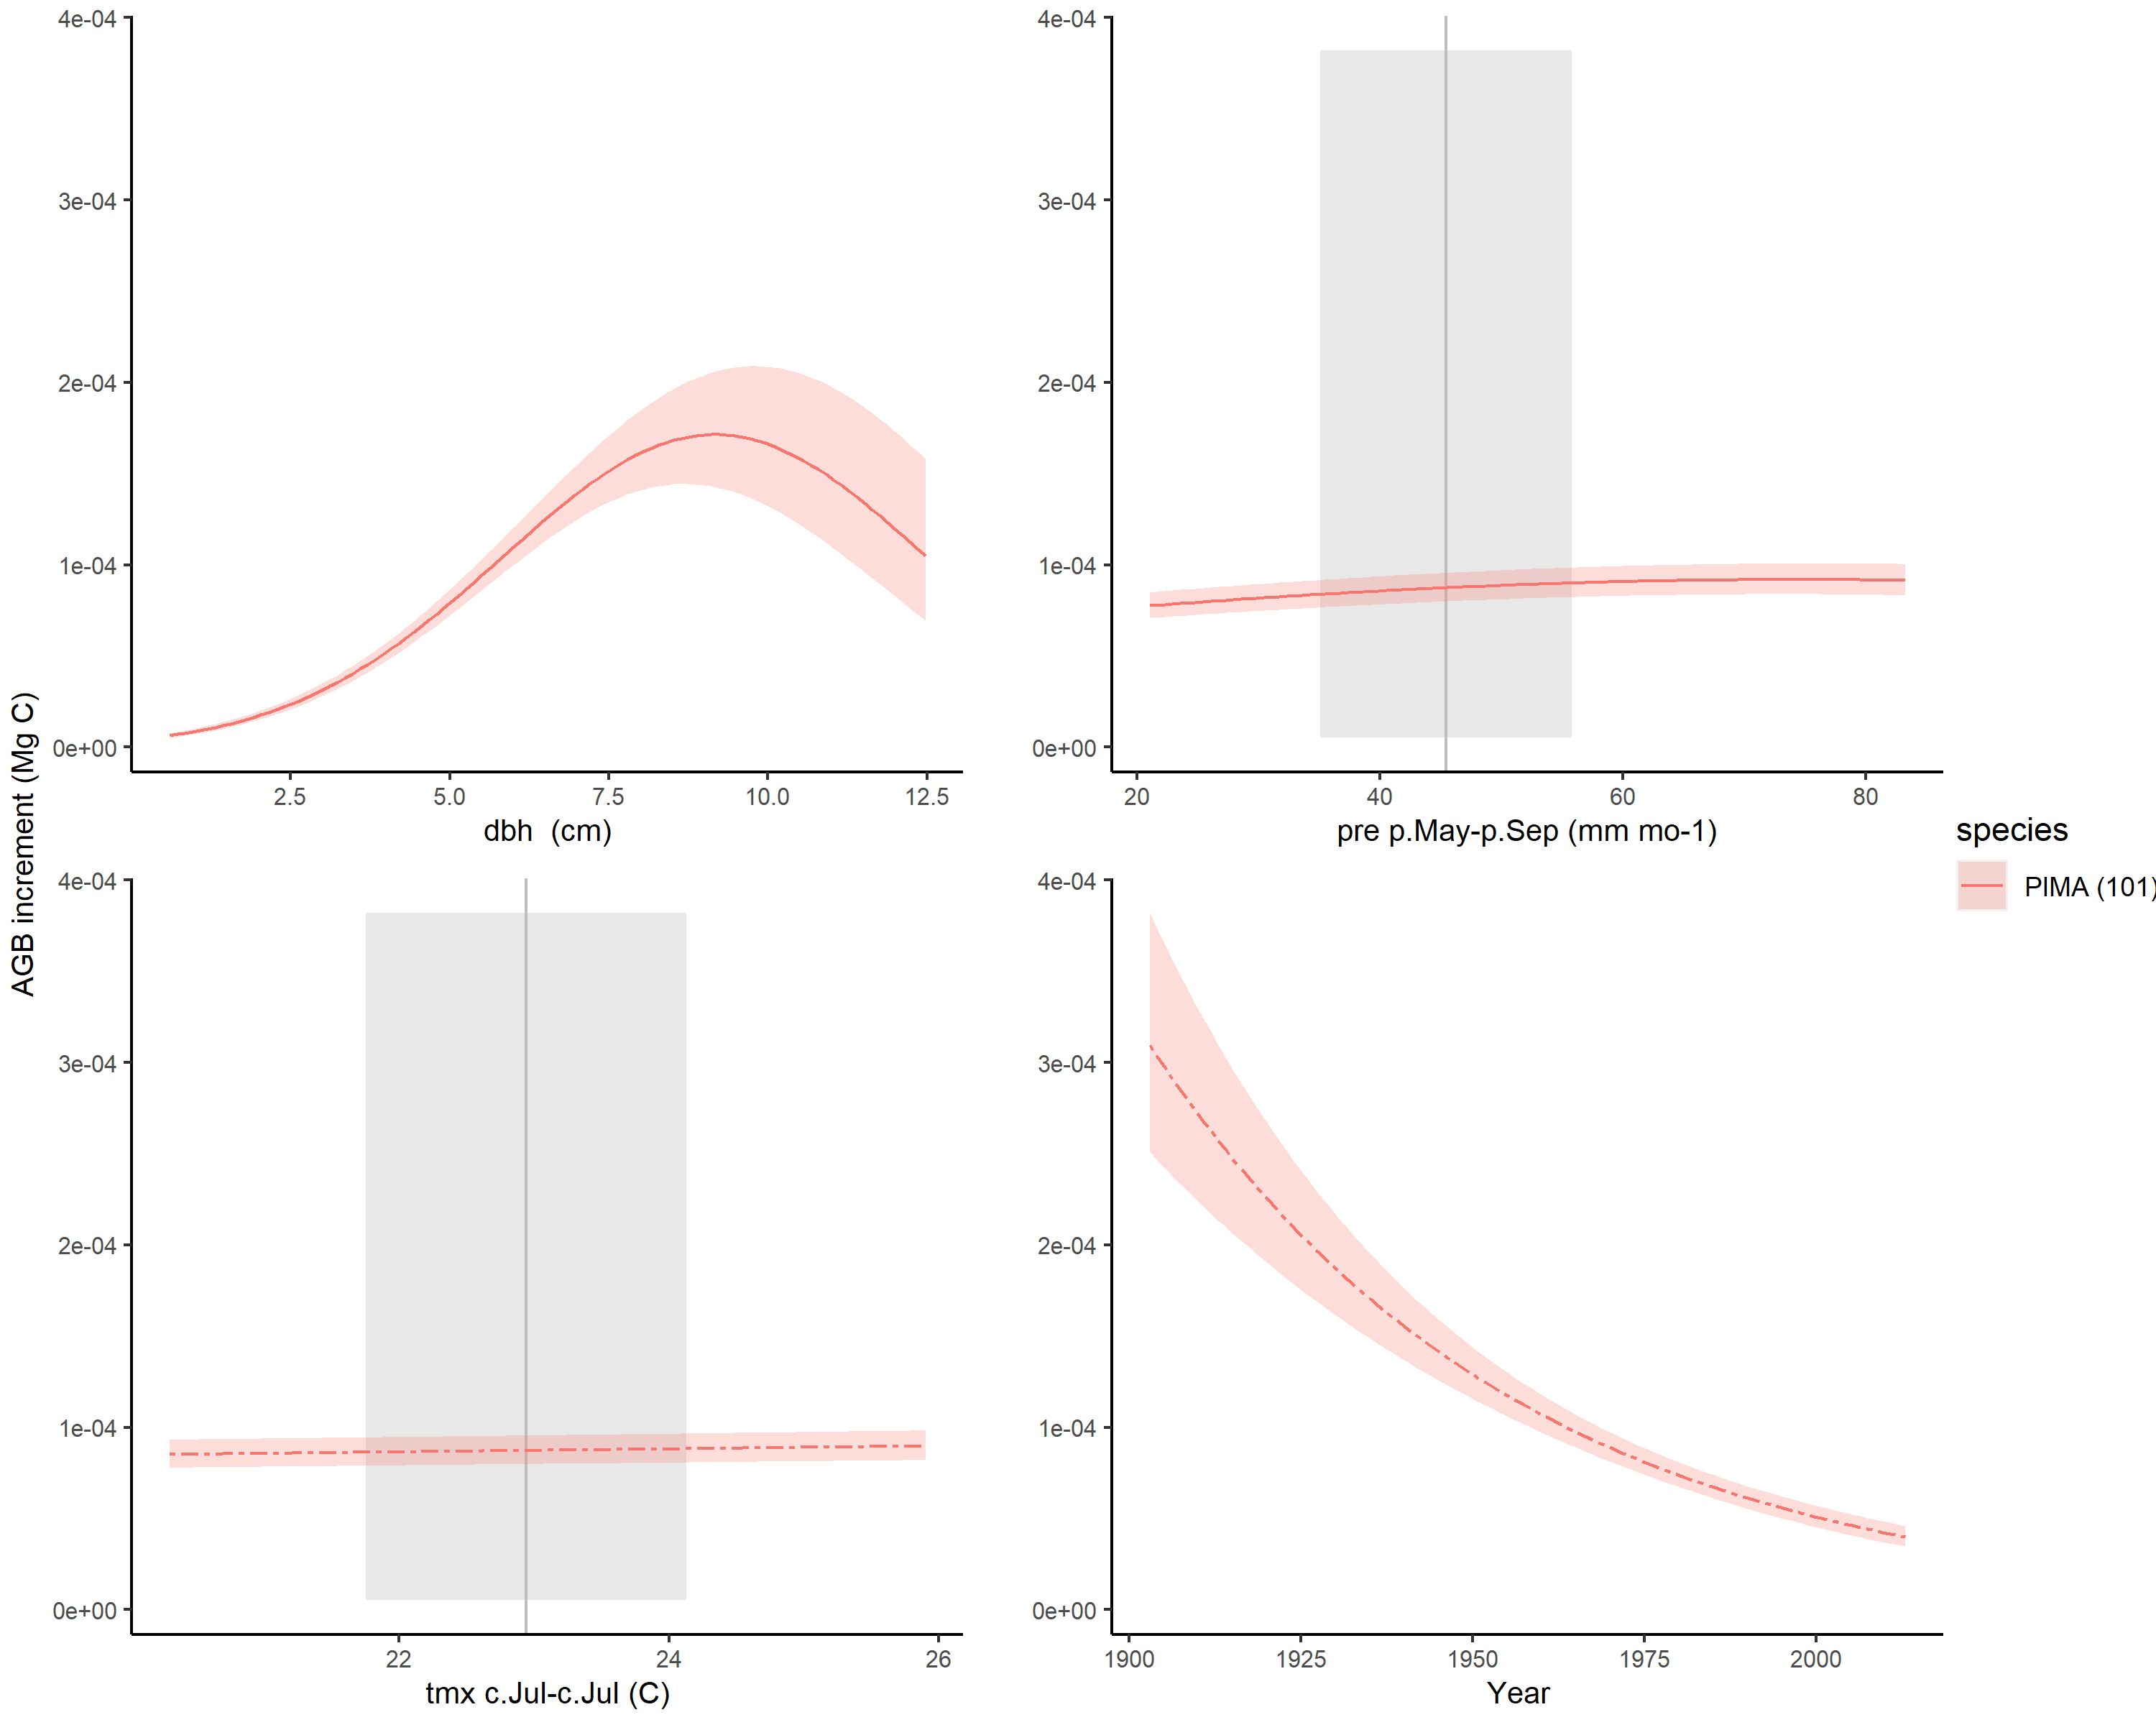 AGB increment (Mg C)
4e-04
3e-04
2e-04
1e-04
0e+00
2.5 5.0 7.5 10.0 12.5
dbh  (cm)
4e-04
3e-04
2e-04
1e-04
0e+00
20 40 60 80
pre p.May-p.Sep (mm mo-1)
4e-04
3e-04
2e-04
1e-04
0e+00
22 24 26
tmx c.Jul-c.Jul (C)
4e-04
3e-04
2e-04
1e-04
0e+00
1900 1925 1950 1975 2000
Year
species
PIMA (101)